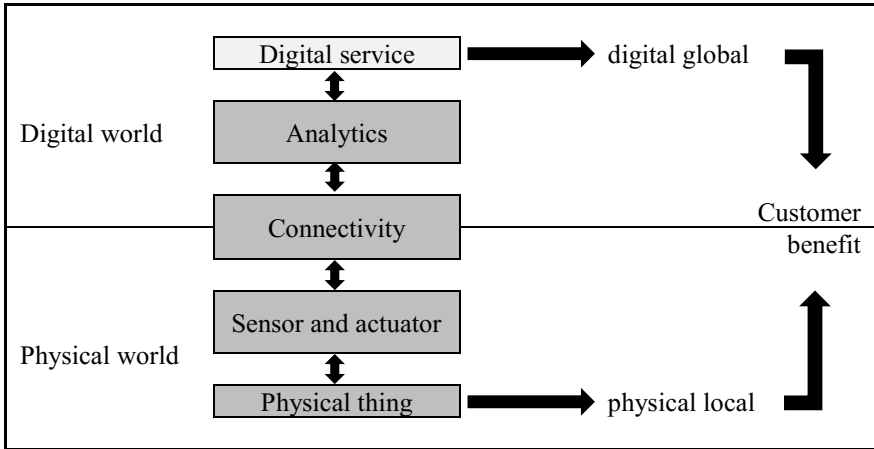 Digital service
digital global
Digital world
Analytics
Connectivity
Customer
benefit
Sensor and actuator
Physical world
Physical thing
physical local